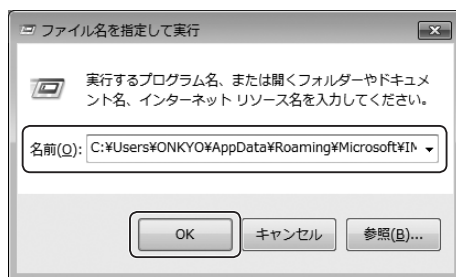 ファイル名を指定して実行
実行するプログラム名、または開くフォルダーやドキュメ
ント名、インターネット リソース名を入力してください。
名前(O): C:¥Users¥ONKYO¥AppData¥Roaming¥Microsoft¥IN
OK キャンセル 参照(B)...